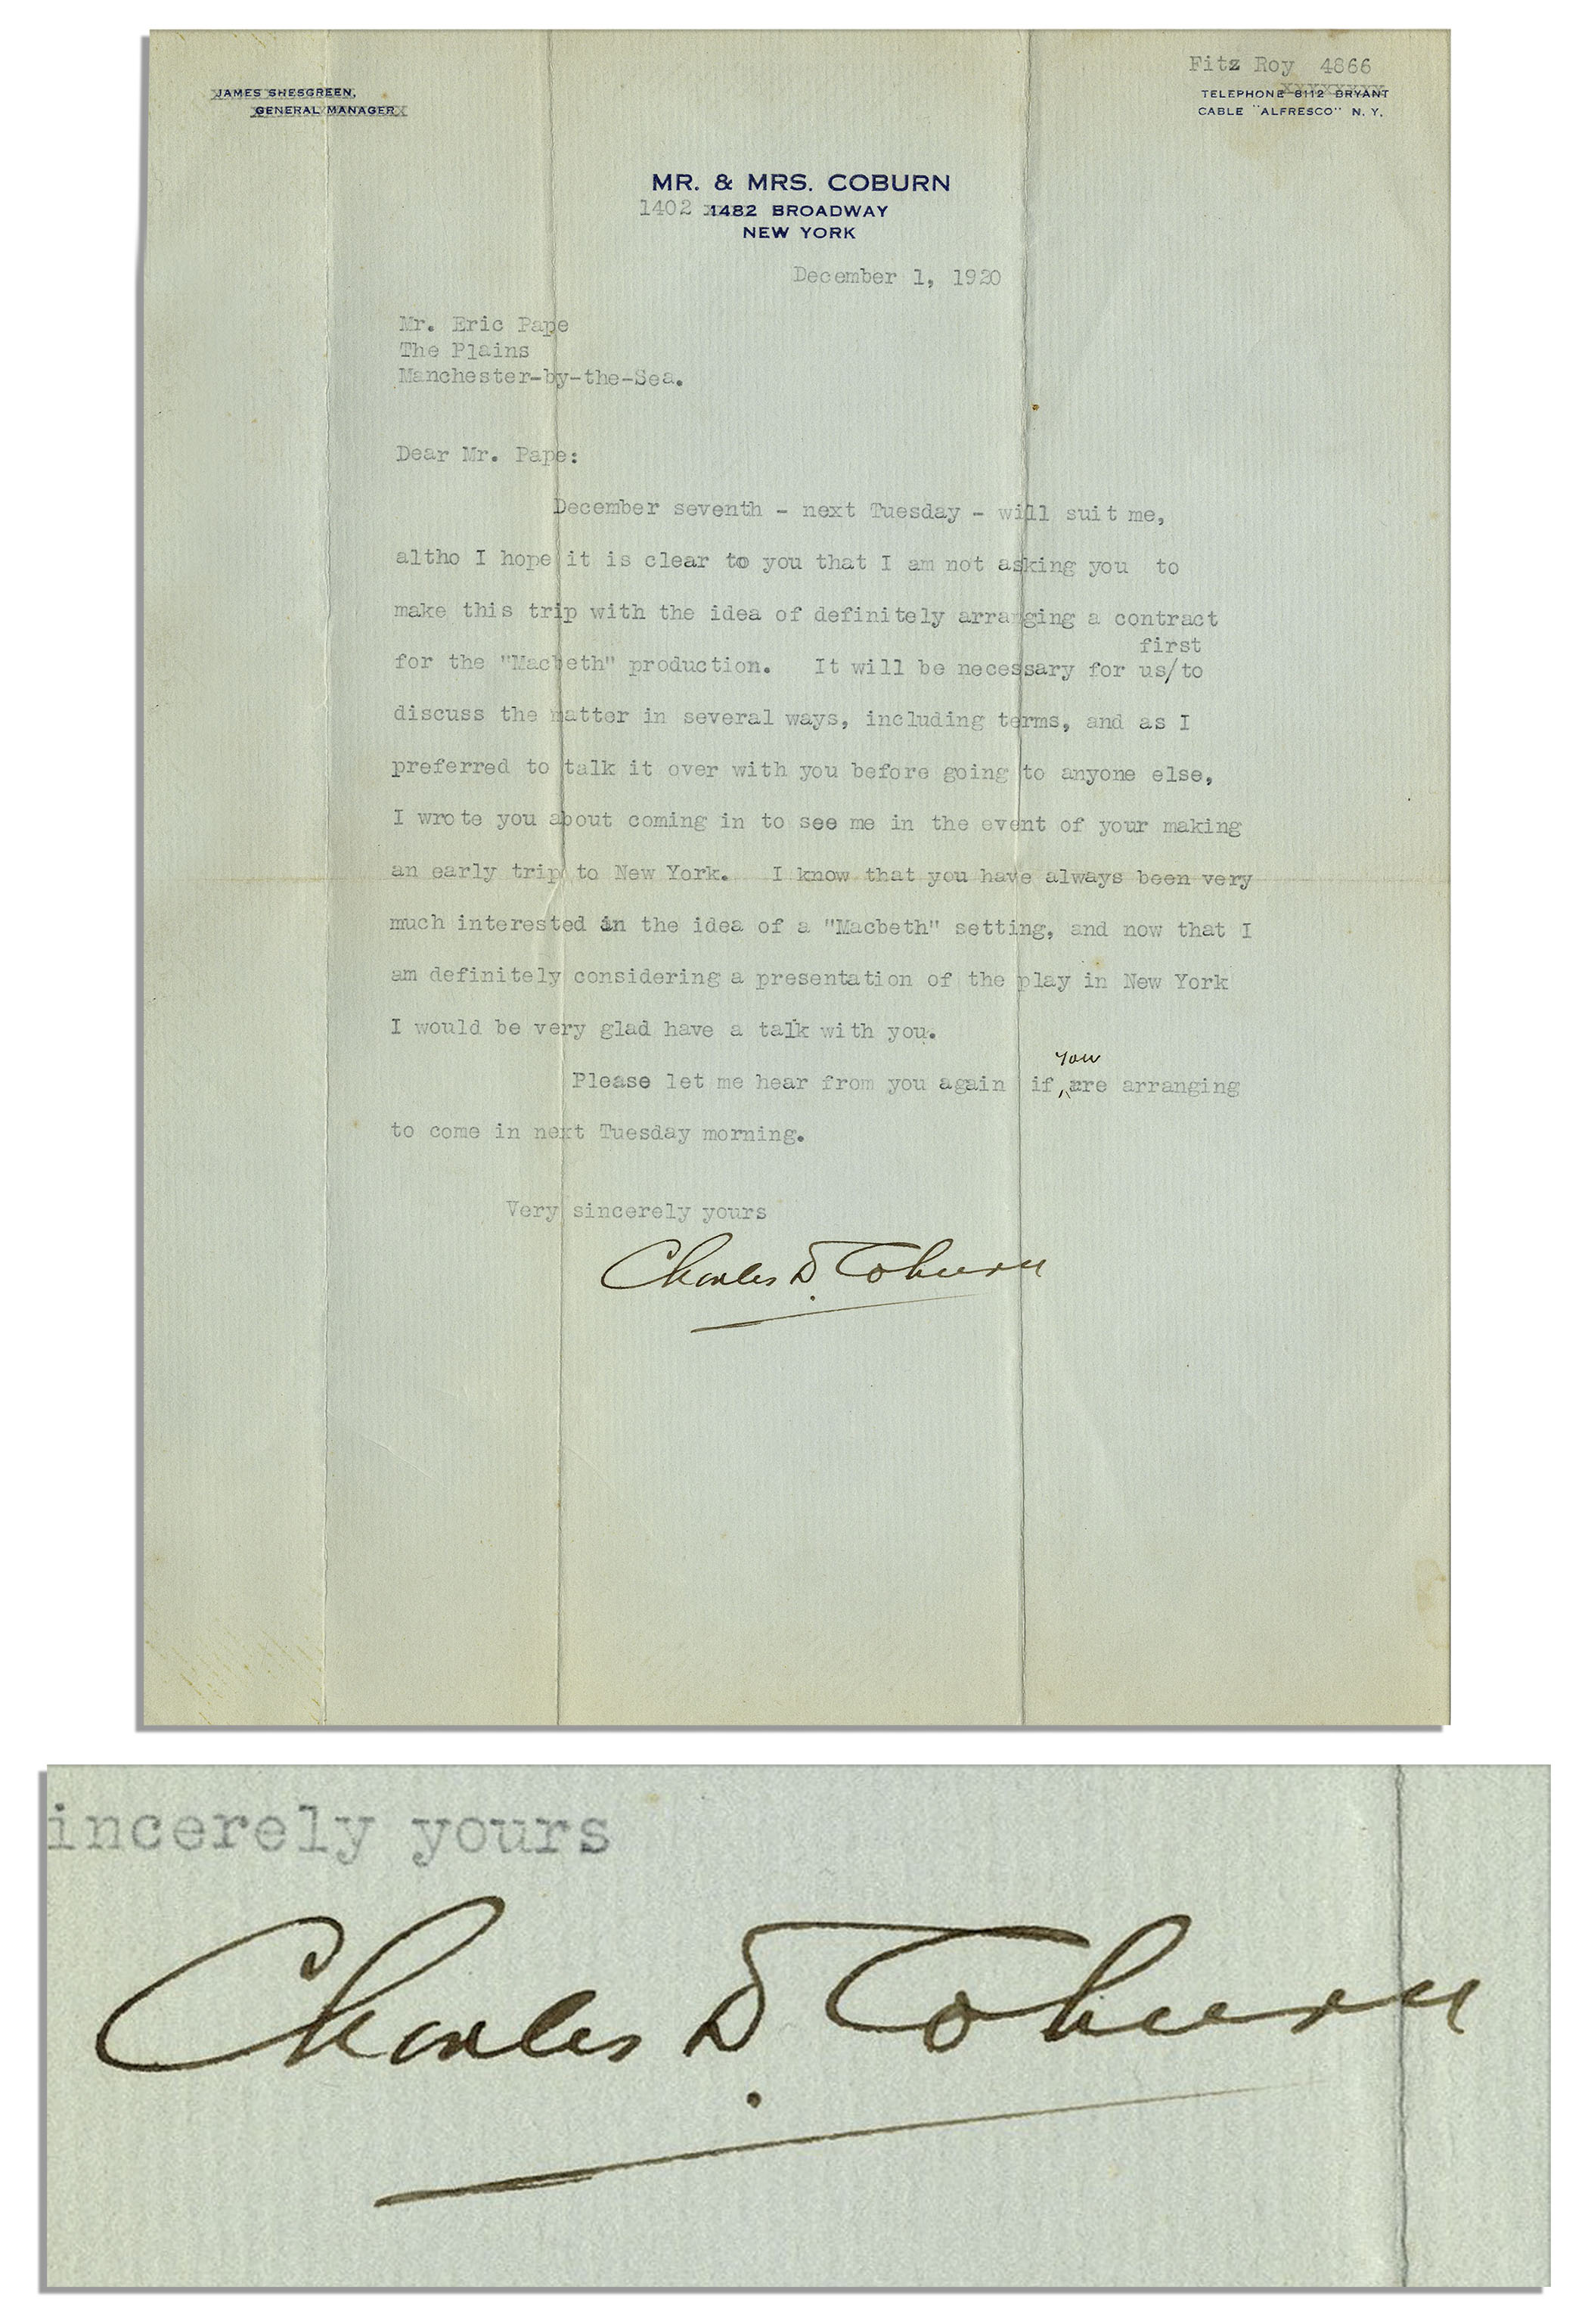 JAMES SHESGREEN,
GENERAL MANAGER
Fitz Roy 4866
TELEPHONE 8112 BRYANT
CABLE "ALFRESCO" N. Y.
MR. & MRS. COBURN
1402 1482 BROADWAY
NEW YORK
December 1, 1920
Mr. Eric Pape
The Plains
Manchester-by-the-Sea.
Dear Mr. Pape:
December seventh - next Tuesday - will suit me,
altho I hope it is clear to you that I am not asking you to
make this trip with the idea of definitely arranging a contract
first
for the "Macbeth" production. It will be necessary for us/to
discuss the matter in several ways, including terms, and as I
preferred to talk it over with you before going to anyone else,
I wrote you about coming in to see me in the event of your making
an early trip to New York. I know that you have always been very
much interested in the idea of a "Macbeth" setting, and now that I
am definitely considering a presentation of the play in New York
I would be very glad have a talk with you.
you
Please let me hear from you again if are arranging
to come in next Tuesday morning.
Very sincerely yours
Charles D. Coburn
incerely yours
Charles D. Coburn